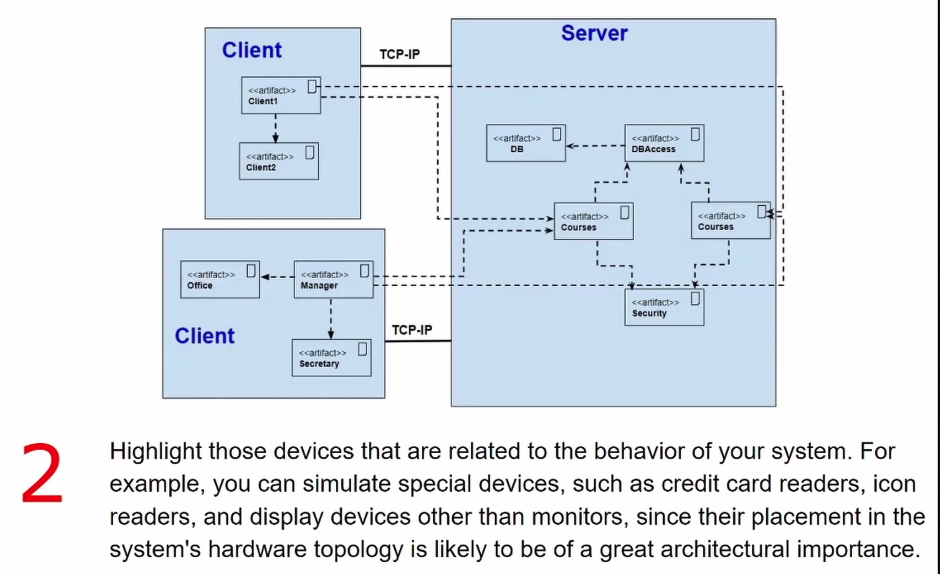 Client
Server
TCP-IP
<<artifact>>
Client1
<<artifact>>
Client2
<<artifact>>
DB
<<artifact>>
DBAccess
<<artifact>>
Courses
<<artifact>>
Courses
<<artifact>>
Office
<<artifact>>
Manager
<<artifact>>
Security
Client
TCP-IP
<<artifact>>
Secretary
2
Highlight those devices that are related to the behavior of your system. For
example, you can simulate special devices, such as credit card readers, icon
readers, and display devices other than monitors, since their placement in the
system's hardware topology is likely to be of a great architectural importance.